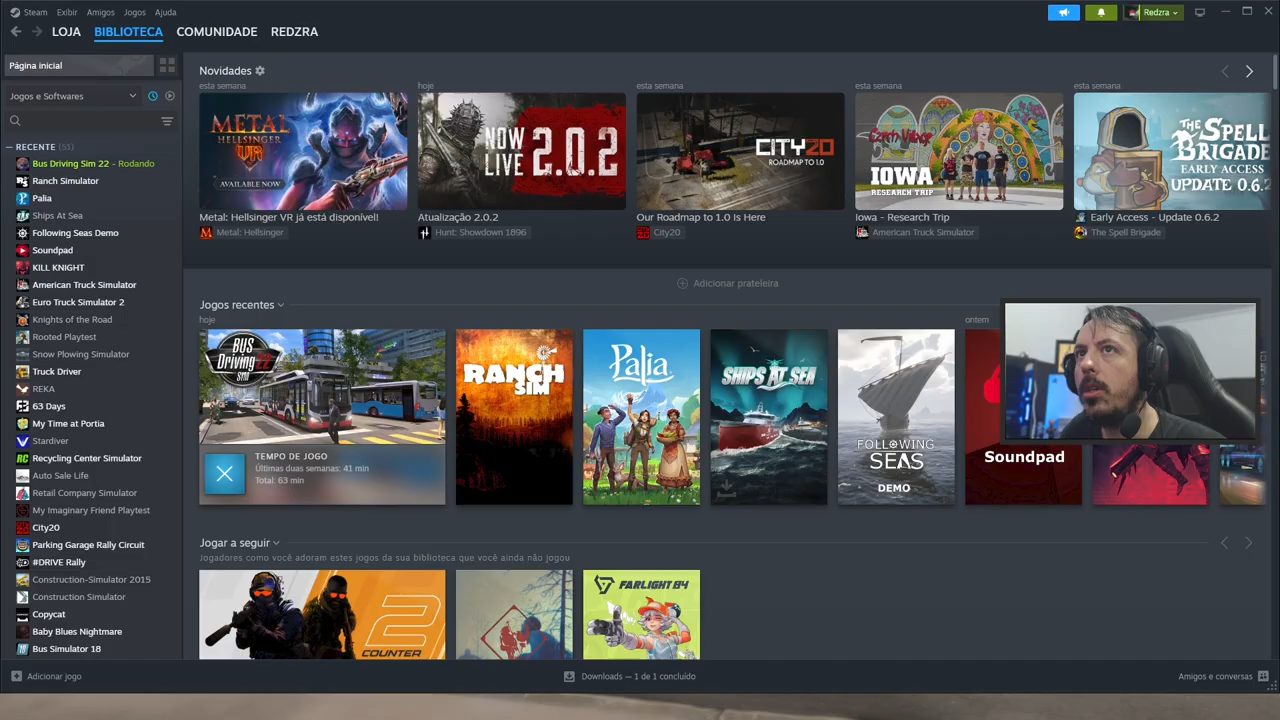 Steam Exibir Amigos Jogos Ajuda
Redzra
LOJA BIBLIOTECA COMUNIDADE REDZRA
Página inicial
Jogos e Softwares
RECENTE (51)
Bus Driving Sim 22 - Rodando
Ranch Simulator
Palia
Ships At Sea
Following Seas Demo
Soundpad
KILL KNIGHT
American Truck Simulator
Euro Truck Simulator 2
Knights of the Road
Rooted Playtest
Snow Plowing Simulator
Truck Driver
REKA
63 Days
My Time at Portia
Stardiver
Recycling Center Simulator
Auto Sale Life
Retail Company Simulator
My Imaginary Friend Playtest
City20
Parking Garage Rally Circuit
#DRIVE Rally
Construction-Simulator 2015
Construction Simulator
Copycat
Baby Blues Nightmare
Bus Simulator 18
Novidades
esta semana
METAL
HELLSINGER
VR
AVAILABLE NOW
Metal: Hellsinger VR já está disponível!
Metal: Hellsinger
hoje
NOW
LIVE 2.0.2
Atualização 2.0.2
Hunt: Showdown 1896
esta semana
CITY20
ROADMAP TO 1.0
Our Roadmap to 1.0 Is Here
City20
esta semana
Czech Village
IOWA
RESEARCH TRIP
Iowa - Research Trip
American Truck Simulator
esta semana
THE SPELL
BRIGADE
EARLY ACCESS
UPDATE 0.6.2
Early Access - Update 0.6.2
The Spell Brigade
Adicionar prateleira
Jogos recentes
hoje
ontem
BUS
Driving 22
SIM
TEMPO DE JOGO
Últimas duas semanas: 41 min
Total: 63 min
RANCH
SIM
Palia
SHIPS AT SEA
FOLLOWING
SEAS
DEMO
Soundpad
Jogar a seguir
Jogadores como você adoram estes jogos da sua biblioteca que você ainda não jogou
2
COUNTER
FARLIGHT 84
Adicionar jogo
Downloads — 1 de 1 concluído
Amigos e conversas